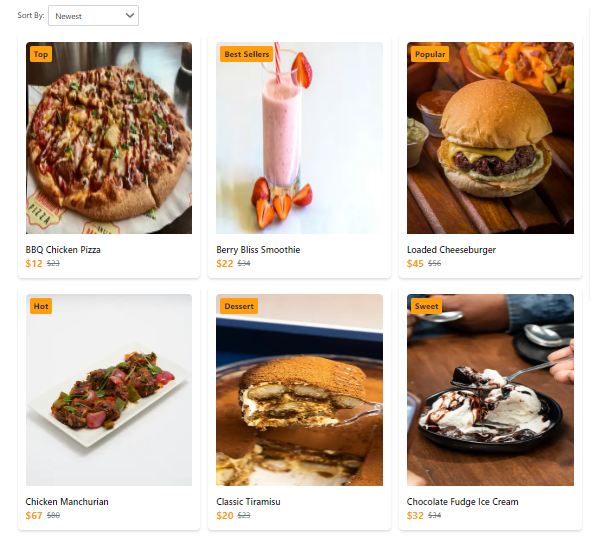 Sort By: Newest
Top
Best Sellers
Popular
PIZZA
BBQ Chicken Pizza
Berry Bliss Smoothie
Loaded Cheeseburger
$12 $23
$22 $34
$45 $56
Hot
Dessert
Sweet
Chicken Manchurian
Classic Tiramisu
Chocolate Fudge Ice Cream
$67 $80
$20 $23
$32 $34